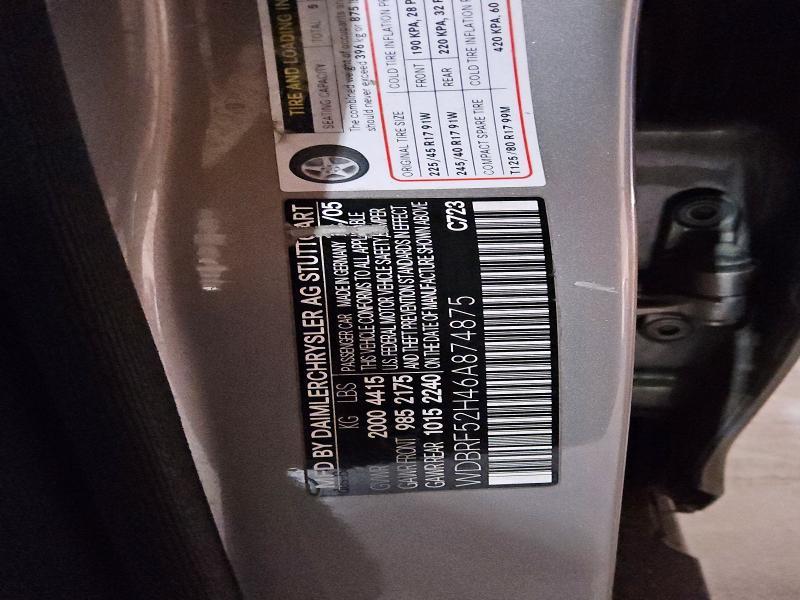 TIRE AND LOADING IN
SEATING CAPACITY TOTAL 5
The combined weight of occupants
should never exceed 396 kg or 875
ORIGINAL TIRE SIZE COLD TIRE INFLATION
225/45 R17 91W FRONT 190 KPA, 28 P
245/40 R17 91W REAR 220 KPA, 32
COMPACT SPARE TIRE COLD TIRE INFLATION
T125/80 R17 99M 420 KPA, 60
MFD BY DAIMLERCHRYSLER AG STUTTGART
KG LBS PASSENGER CAR MADE IN GERMANY /05
GVWR 2000 4415 THIS VEHICLE CONFORMS TO ALL APPLICABLE
GAWR FRONT 985 2175 U.S. FEDERAL MOTOR VEHICLE SAFETY, BUMPER
GAWR REAR 1015 2240 AND THEFT PREVENTION STANDARDS IN EFFECT
ON THE DATE OF MANUFACTURE SHOWN ABOVE
WDBRF52H46A874875 C723